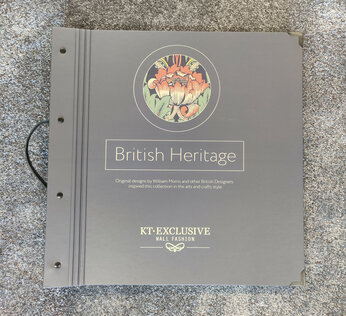 British Heritage
Original designs by William Morris and other British Designers
inspired this collection in the arts and crafts style.
KT·EXCLUSIVE
WALL FASHION